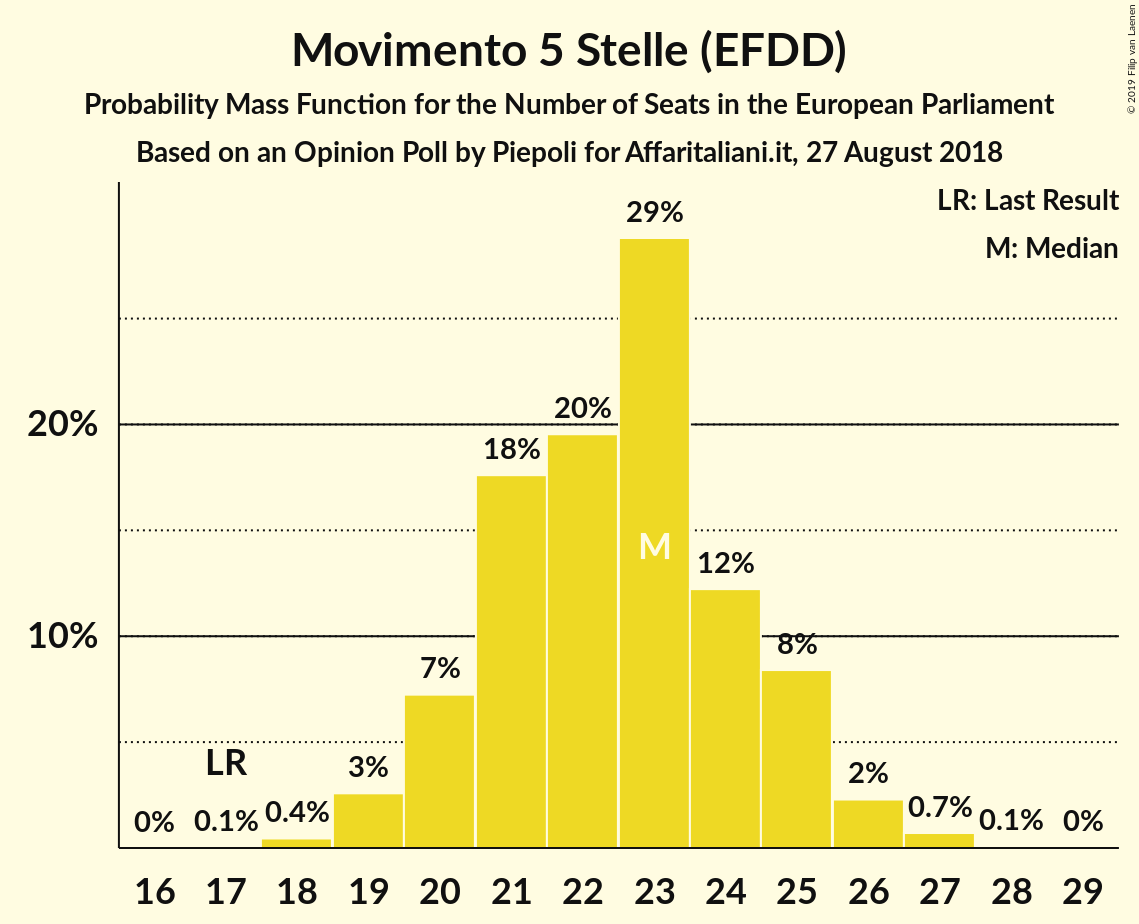 Movimento 5 Stelle (EFDD)
Probability Mass Function for the Number of Seats in the European Parliament
Based on an Opinion Poll by Piepoli for Affaritaliani.it, 27 August 2018
© 2019 Filip van Laenen
LR: Last Result
M: Median
29%
20%
20%
18%
M
12%
10%
8%
7%
LR
3%
2%
0%
0.1%
0.4%
0.7%
0.1%
0%
16 17 18 19 20 21 22 23 24 25 26 27 28 29